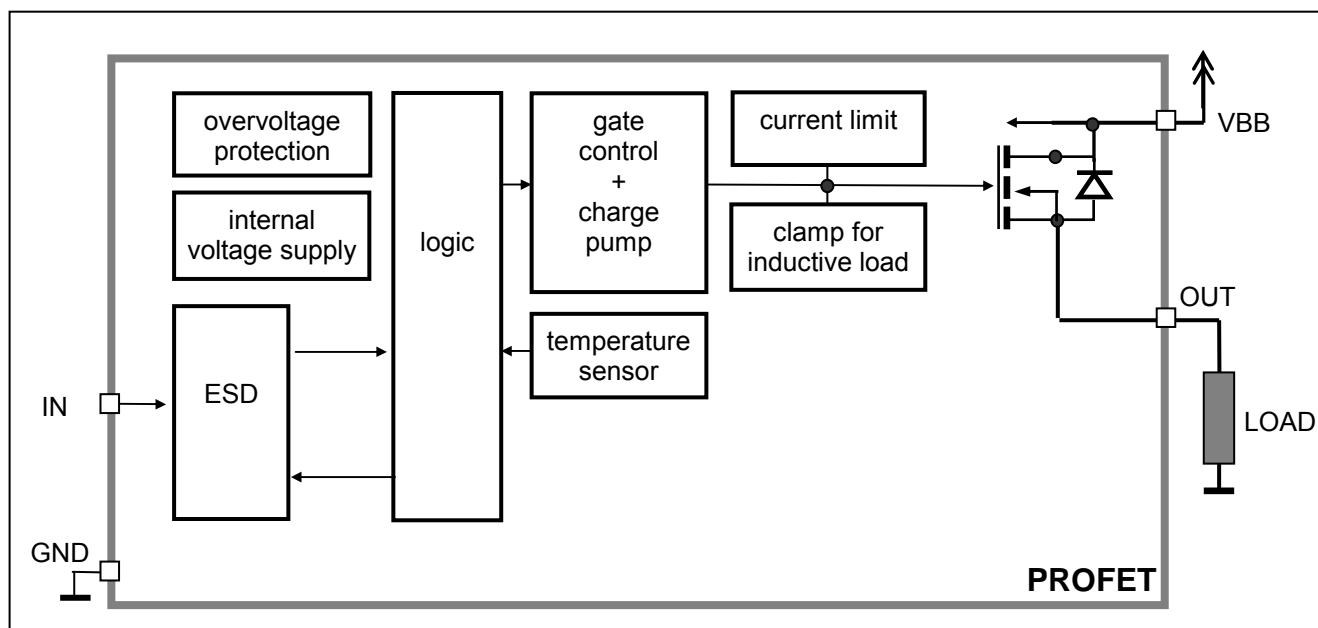 overvoltage
protection
internal
voltage supply
ESD
logic
gate
control
+
charge
pump
temperature
sensor
current limit
clamp for
inductive load
VBB
OUT
LOAD
IN
GND
PROFET